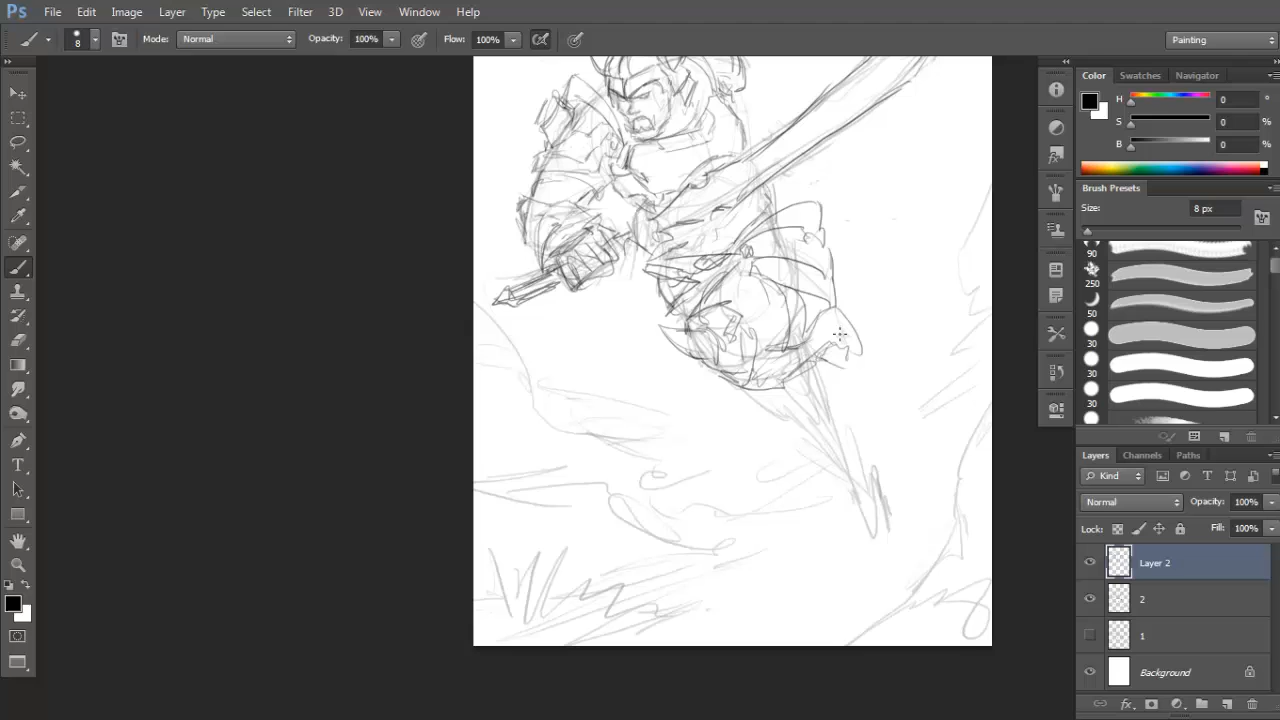 Ps File Edit Image Layer Type Select Filter 3D View Window Help
8 Mode: Normal Opacity: 100% Flow: 100% Painting
Color Swatches Navigator
H 0 °
S 0 %
B 0 %
Brush Presets
Size: 8 px
90
250
50
30
30
30
Layers Channels Paths
Kind
Normal Opacity: 100%
Lock: Fill: 100%
Layer 2
2
1
Background